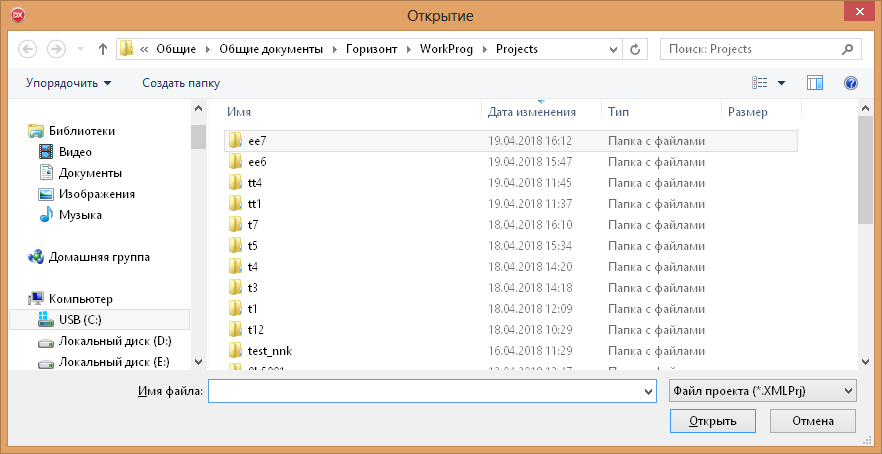 DX Открытие
« Общие Общие документы Горизонт WorkProg Projects Поиск: Projects
Упорядочить Создать папку
Имя Дата изменения Тип Размер
Библиотеки
Видео
Документы
Изображения
Музыка
Домашняя группа
Компьютер
USB (C:)
Локальный диск (D:)
Локальный диск (E:)
ee7 19.04.2018 16:12 Папка с файлами
ee6 19.04.2018 15:47 Папка с файлами
tt4 19.04.2018 11:45 Папка с файлами
tt1 19.04.2018 11:37 Папка с файлами
t7 18.04.2018 16:10 Папка с файлами
t5 18.04.2018 15:34 Папка с файлами
t4 18.04.2018 14:20 Папка с файлами
t3 18.04.2018 14:18 Папка с файлами
t1 18.04.2018 12:09 Папка с файлами
t12 18.04.2018 10:29 Папка с файлами
test_nnk 16.04.2018 11:29 Папка с файлами
Имя файла: Файл проекта (*.XMLPrj)
Открыть Отмена